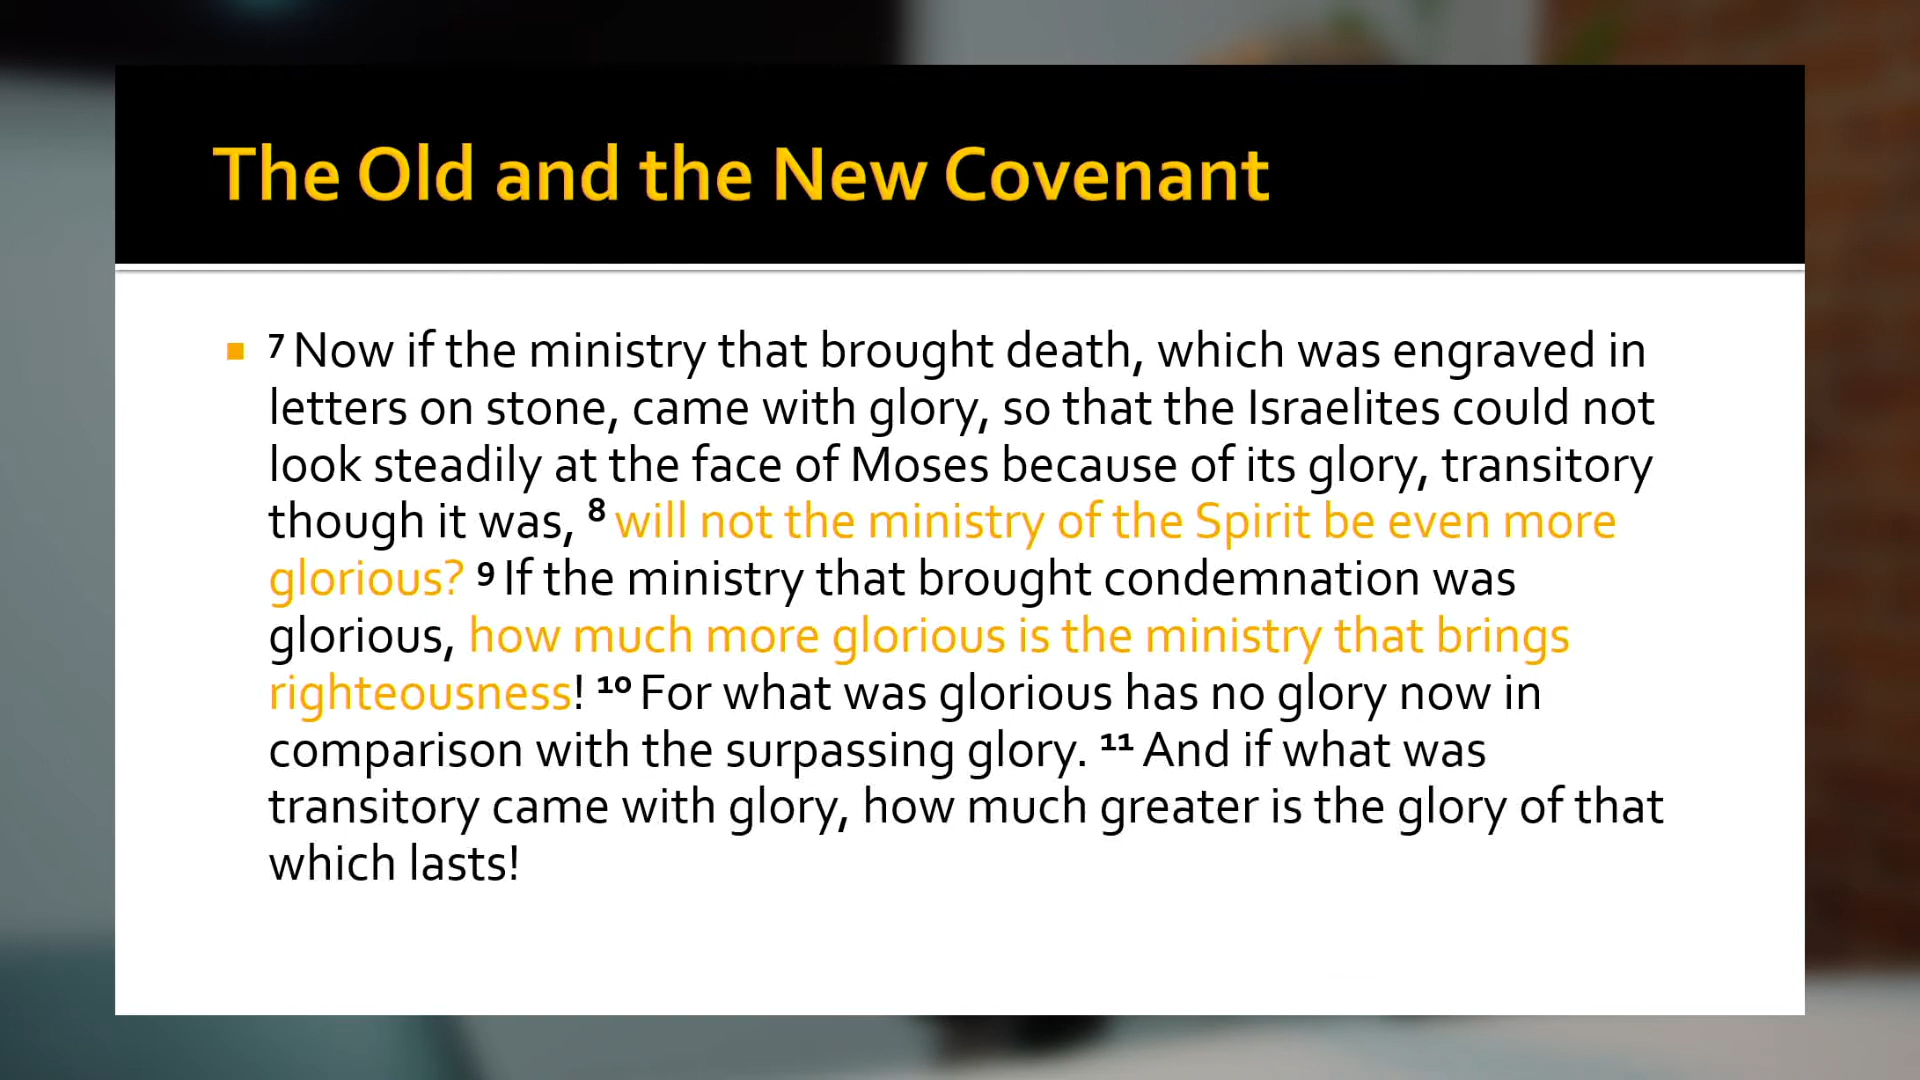 The Old and the New Covenant
7 Now if the ministry that brought death, which was engraved in
letters on stone, came with glory, so that the Israelites could not
look steadily at the face of Moses because of its glory, transitory
though it was, 8 will not the ministry of the Spirit be even more
glorious? 9 If the ministry that brought condemnation was
glorious, how much more glorious is the ministry that brings
righteousness! 10 For what was glorious has no glory now in
comparison with the surpassing glory. 11 And if what was
transitory came with glory, how much greater is the glory of that
which lasts!